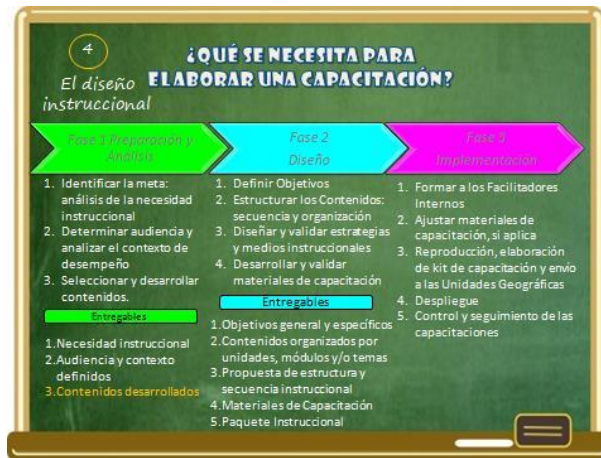 4
El diseño
instruccional
¿QUÉ SE NECESITA PARA
ELABORAR UNA CAPACITACIÓN?
Fase 1 Preparación y
Análisis
1. Identificar la meta:
análisis de la necesidad
instruccional
2. Determinar audiencia y
analizar el contexto de
desempeño
3. Seleccionar y desarrollar
contenidos.
Entregables
1.Necesidad instruccional
2.Audiencia y contexto
definidos
3.Contenidos desarrollados
Fase 2
Diseño
1. Definir Objetivos
2. Estructurar los Contenidos:
secuencia y organización
3. Diseñar y validar estrategias
y medios instruccionales
4. Desarrollar y validar
materiales de capacitación
Entregables
1.Objetivos general y específicos
2.Contenidos organizados por
unidades, módulos y/o temas
3.Propuesta de estructura y
secuencia instruccional
4.Materiales de Capacitación
5.Paquete Instruccional
Fase 3
Implementación
1. Formar a los Facilitadores
Internos
2. Ajustar materiales de
capacitación, si aplica
3. Reproducción, elaboración
de kit de capacitación y envío
a las Unidades Geográficas
4. Despliegue
5. Control y seguimiento de las
capacitaciones